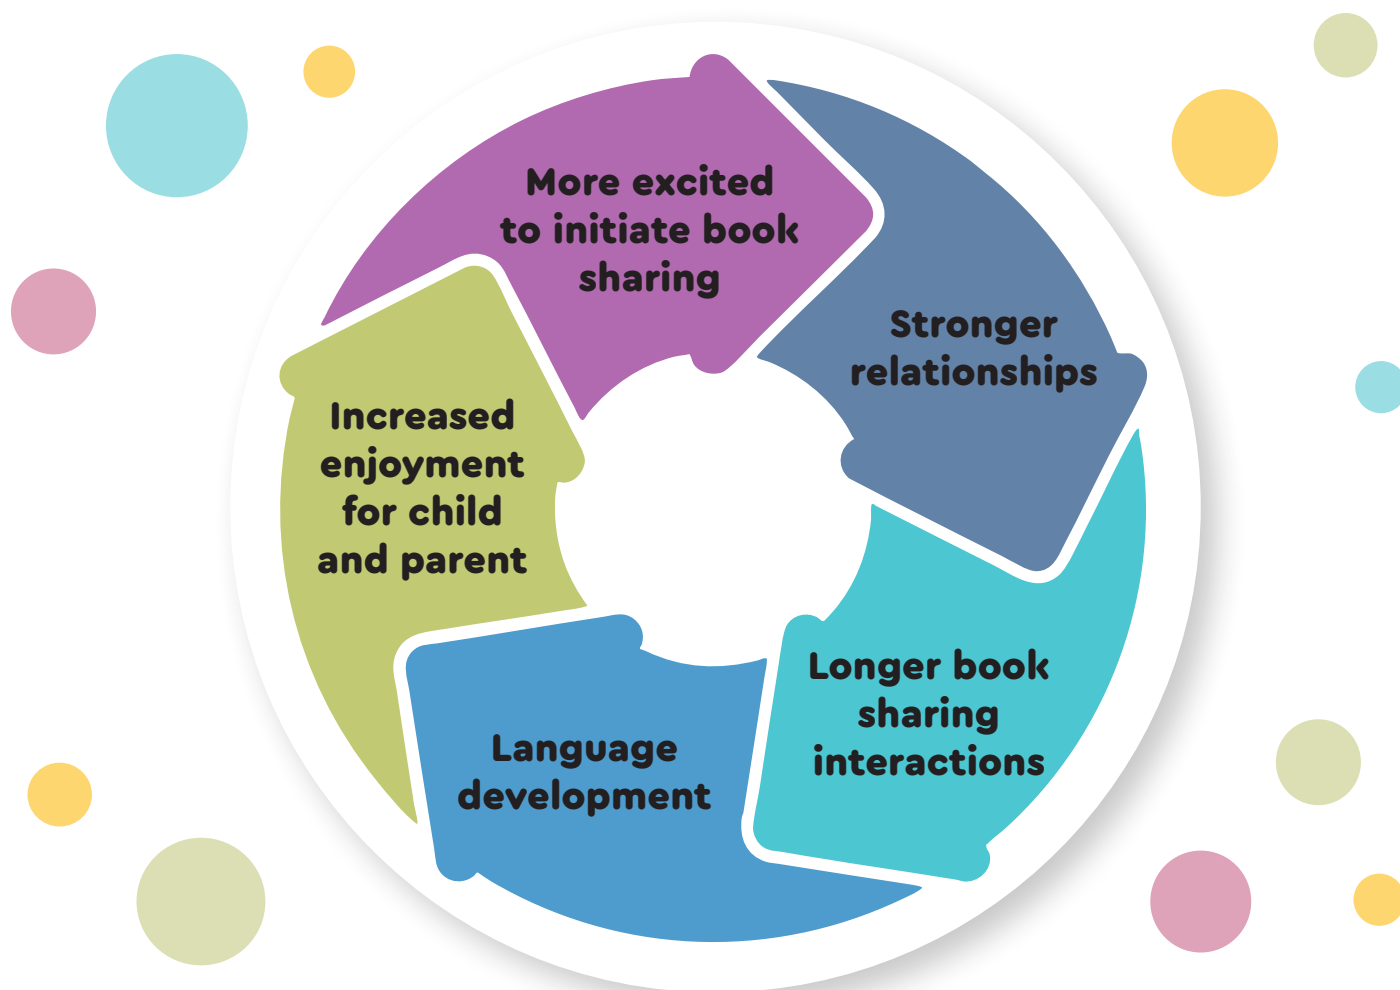 More excited
to initiate book
sharing
Stronger
relationships
Longer book
sharing
interactions
Language
development
Increased
enjoyment
for child
and parent